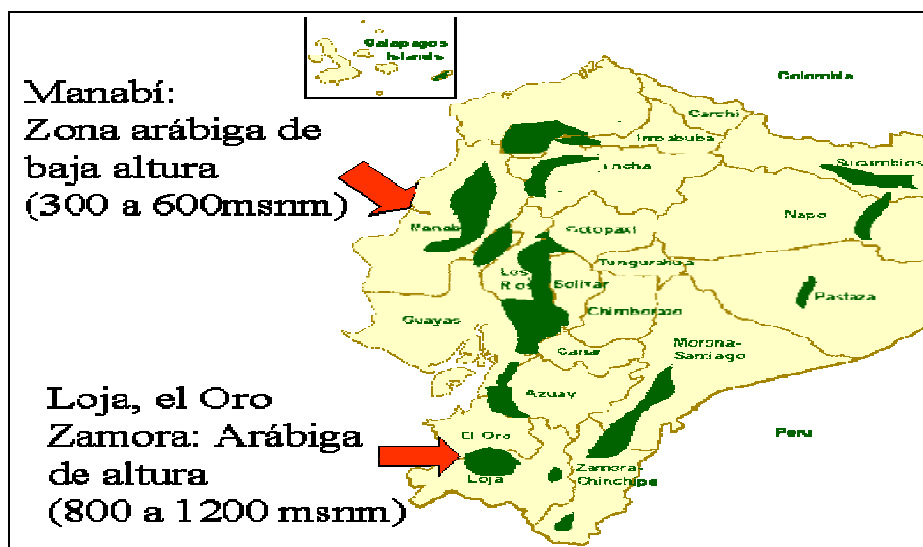 Galapagos
Islands
Colombia
Manabí:
Zona arábiga de
baja altura
(300 a 600msnm)
Carchi
Imbabura
Sucumbios
Napo
Manabi
Cotopaxi
Tungurahua
Los
Rios
Bolivar
Pastaza
Guayas
Chimborazo
Cañar
Morona-
Santiago
Azuay
Loja, el Oro
Zamora: Arábiga
de altura
(800 a 1200 msnm)
El Oro
Peru
Loja
Zamora-
Chinchipe